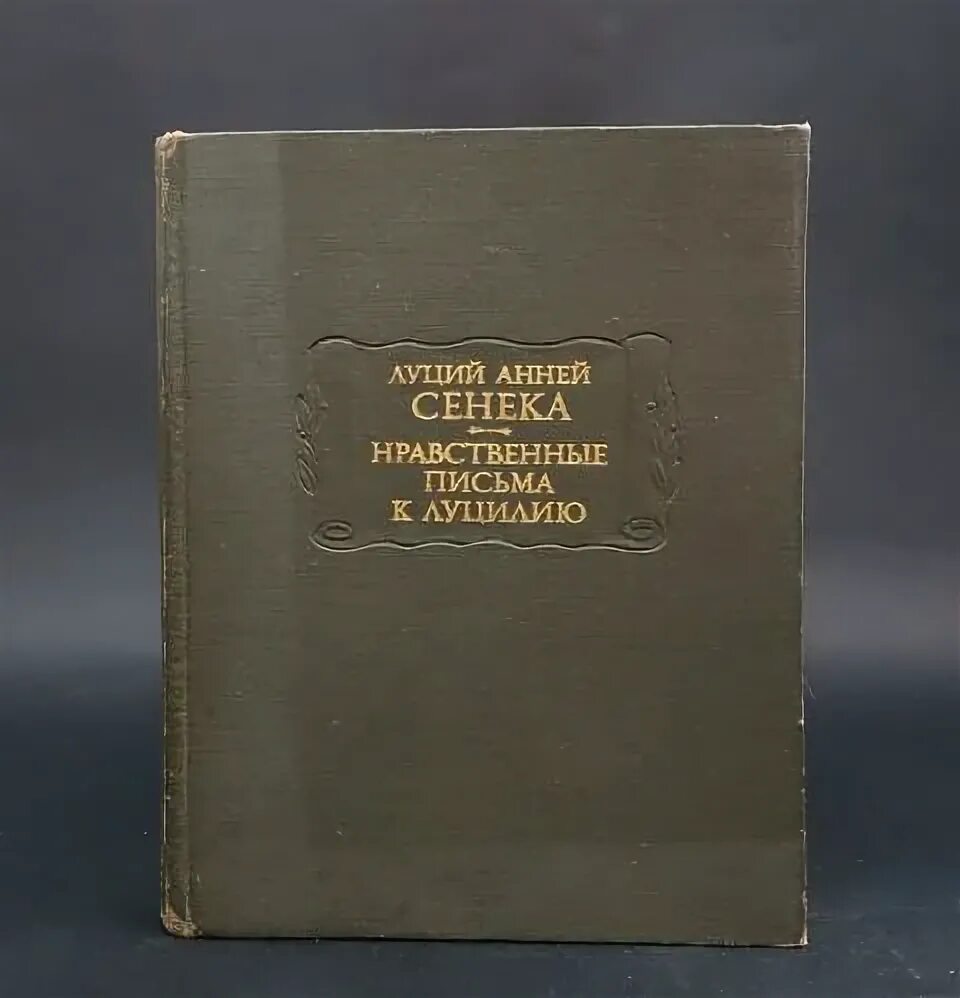 ЛУЦИЙ АННЕЙ
СЕНЕКА
НРАВСТВЕННЫЕ
ПИСЬМА
К ЛУЦИЛИЮ